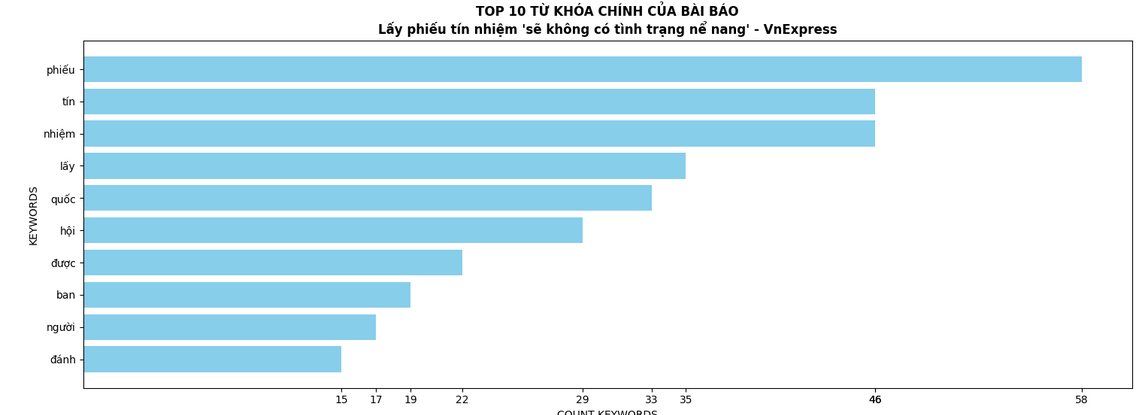 TOP 10 TỪ KHÓA CHÍNH CỦA BÀI BÁO
Lấy phiếu tín nhiệm 'sẽ không có tình trạng nể nang' - VnExpress
KEYWORDS
phiếu
tín
nhiệm
lấy
quốc
hội
được
ban
người
đánh
15 17 19 22 29 33 35 46 58
COUNT KEYWORDS